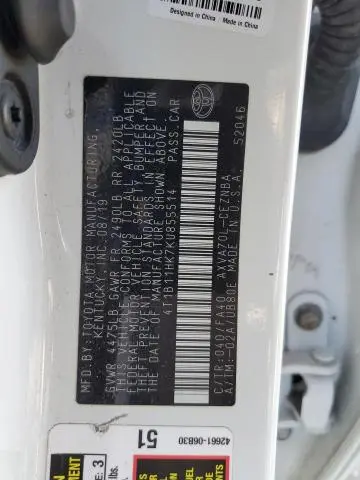 Designed in China / Made in China
MFD.BY:TOYOTA MOTOR MANUFACTURING,
KENTUCKY, INC. 08/19
GVWR 4475LB GAWR FR 2490LB RR 2420LB
THIS VEHICLE CONFORMS TO ALL APPLICABLE
FEDERAL MOTOR VEHICLE SAFETY, BUMPER, AND
THEFT PREVENTION STANDARDS IN EFFECT ON
THE DATE OF MANUFACTURE SHOWN ABOVE.
4T1B11HK7KU855514 PASS.CAR
C/TR:040/FA40 AXVA70L-CEZNBA
A/TM:-02A/UB80E MADE IN U.S.A.
52046
42661-06B30
51
3
lbs.